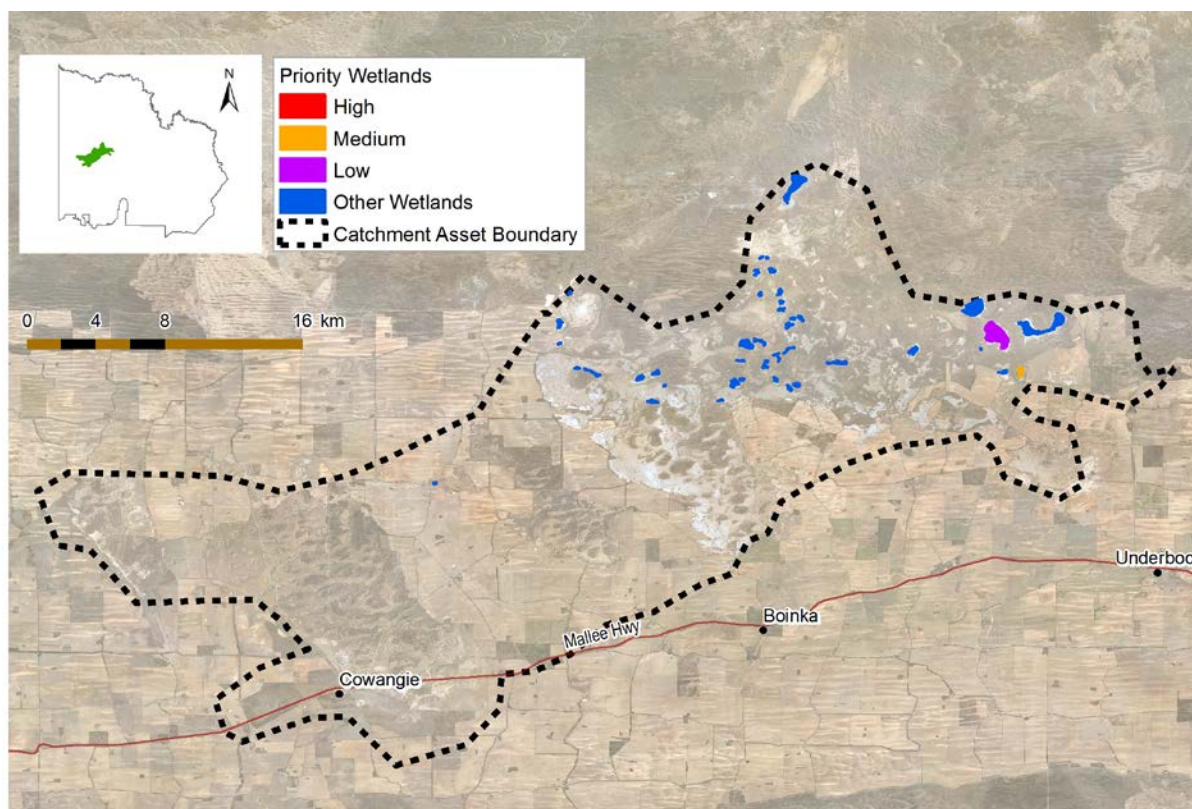 N
Priority Wetlands
High
Medium
Low
Other Wetlands
Catchment Asset Boundary
0 4 8 16 km
Underboo
Boinka
Mallee Hwy
Cowangie